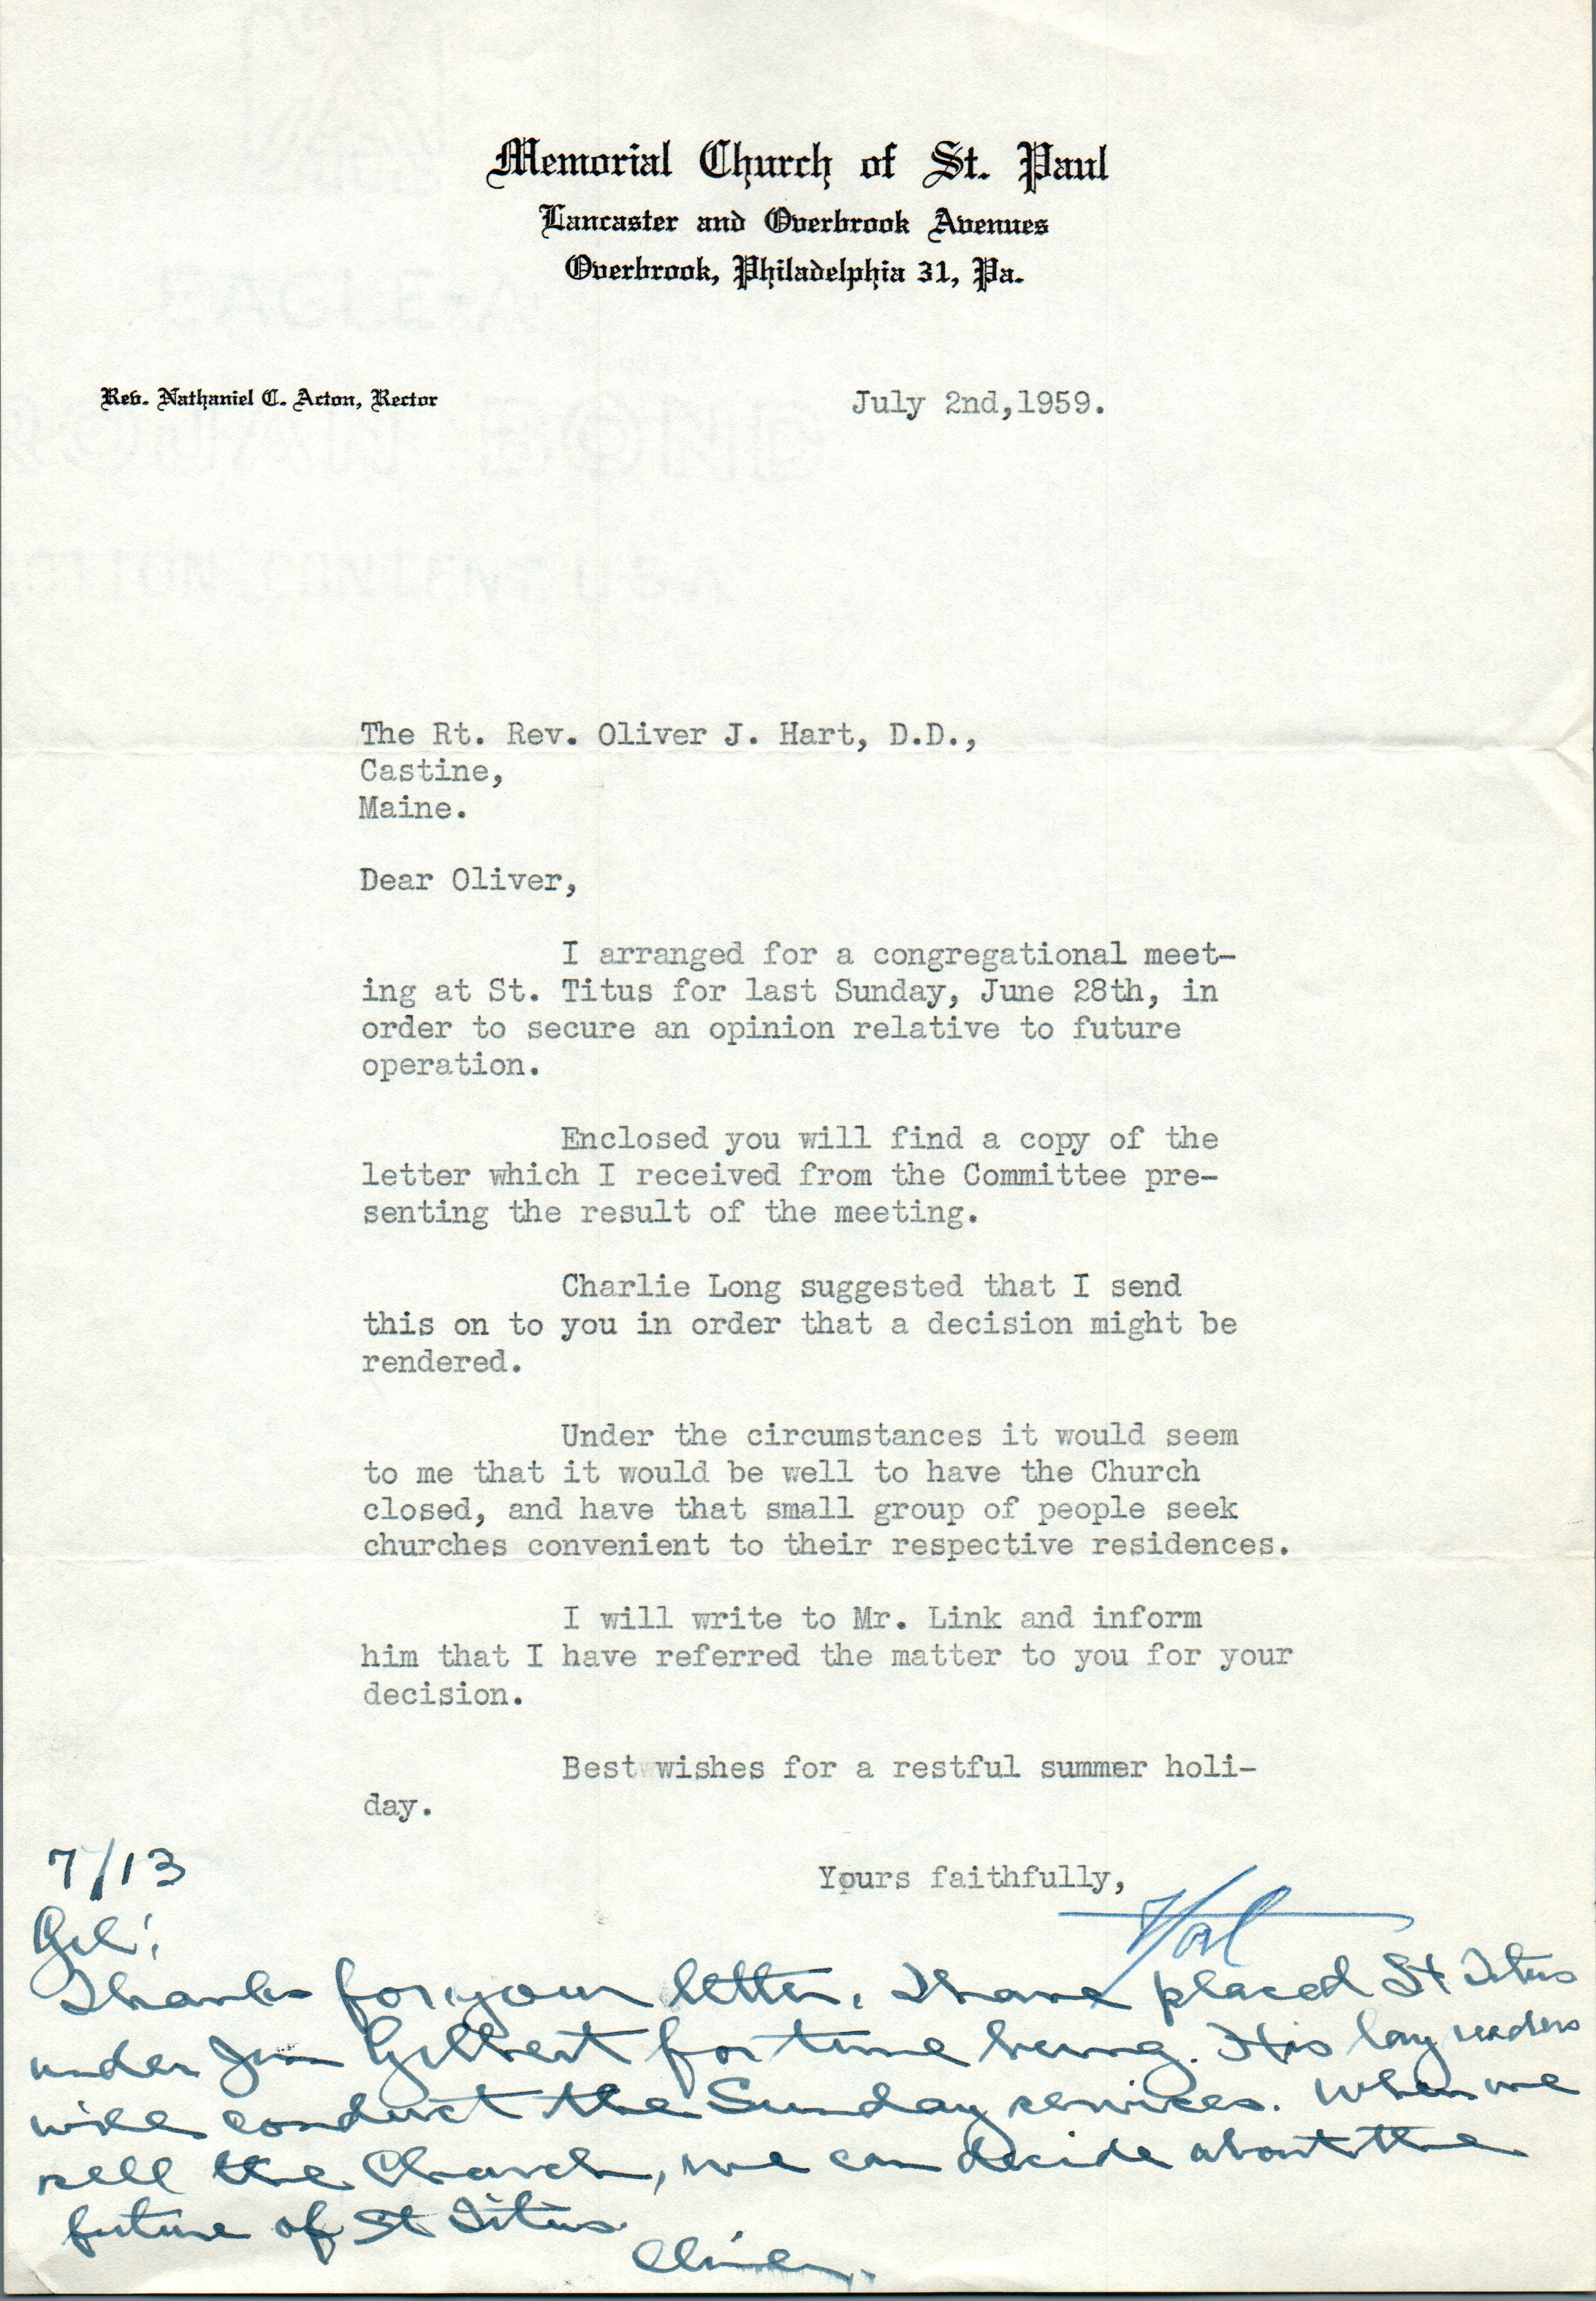 Memorial Church of St. Paul
Lancaster and Overbrook Avenues
Overbrook, Philadelphia 31, Pa.
Rev. Nathaniel C. Acton, Rector
July 2nd,1959.
The Rt. Rev. Oliver J. Hart, D.D.,
Castine,
Maine.
Dear Oliver,
I arranged for a congregational meet-
ing at St. Titus for last Sunday, June 28th, in
order to secure an opinion relative to future
operation.
Enclosed you will find a copy of the
letter which I received from the Committee pre-
senting the result of the meeting.
Charlie Long suggested that I send
this on to you in order that a decision might be
rendered.
Under the circumstances it would seem
to me that it would be well to have the Church
closed, and have that small group of people seek
churches convenient to their respective residences.
I will write to Mr. Link and inform
him that I have referred the matter to you for your
decision.
Best wishes for a restful summer holi-
day.
Yours faithfully,
7/13
Thanks for your letter. I have placed St Titus
under Jim Gilbert for time being. His lay readers
will conduct the Sunday services. When we
sell the Church, we can decide about the
future of St Titus.
Oliver.